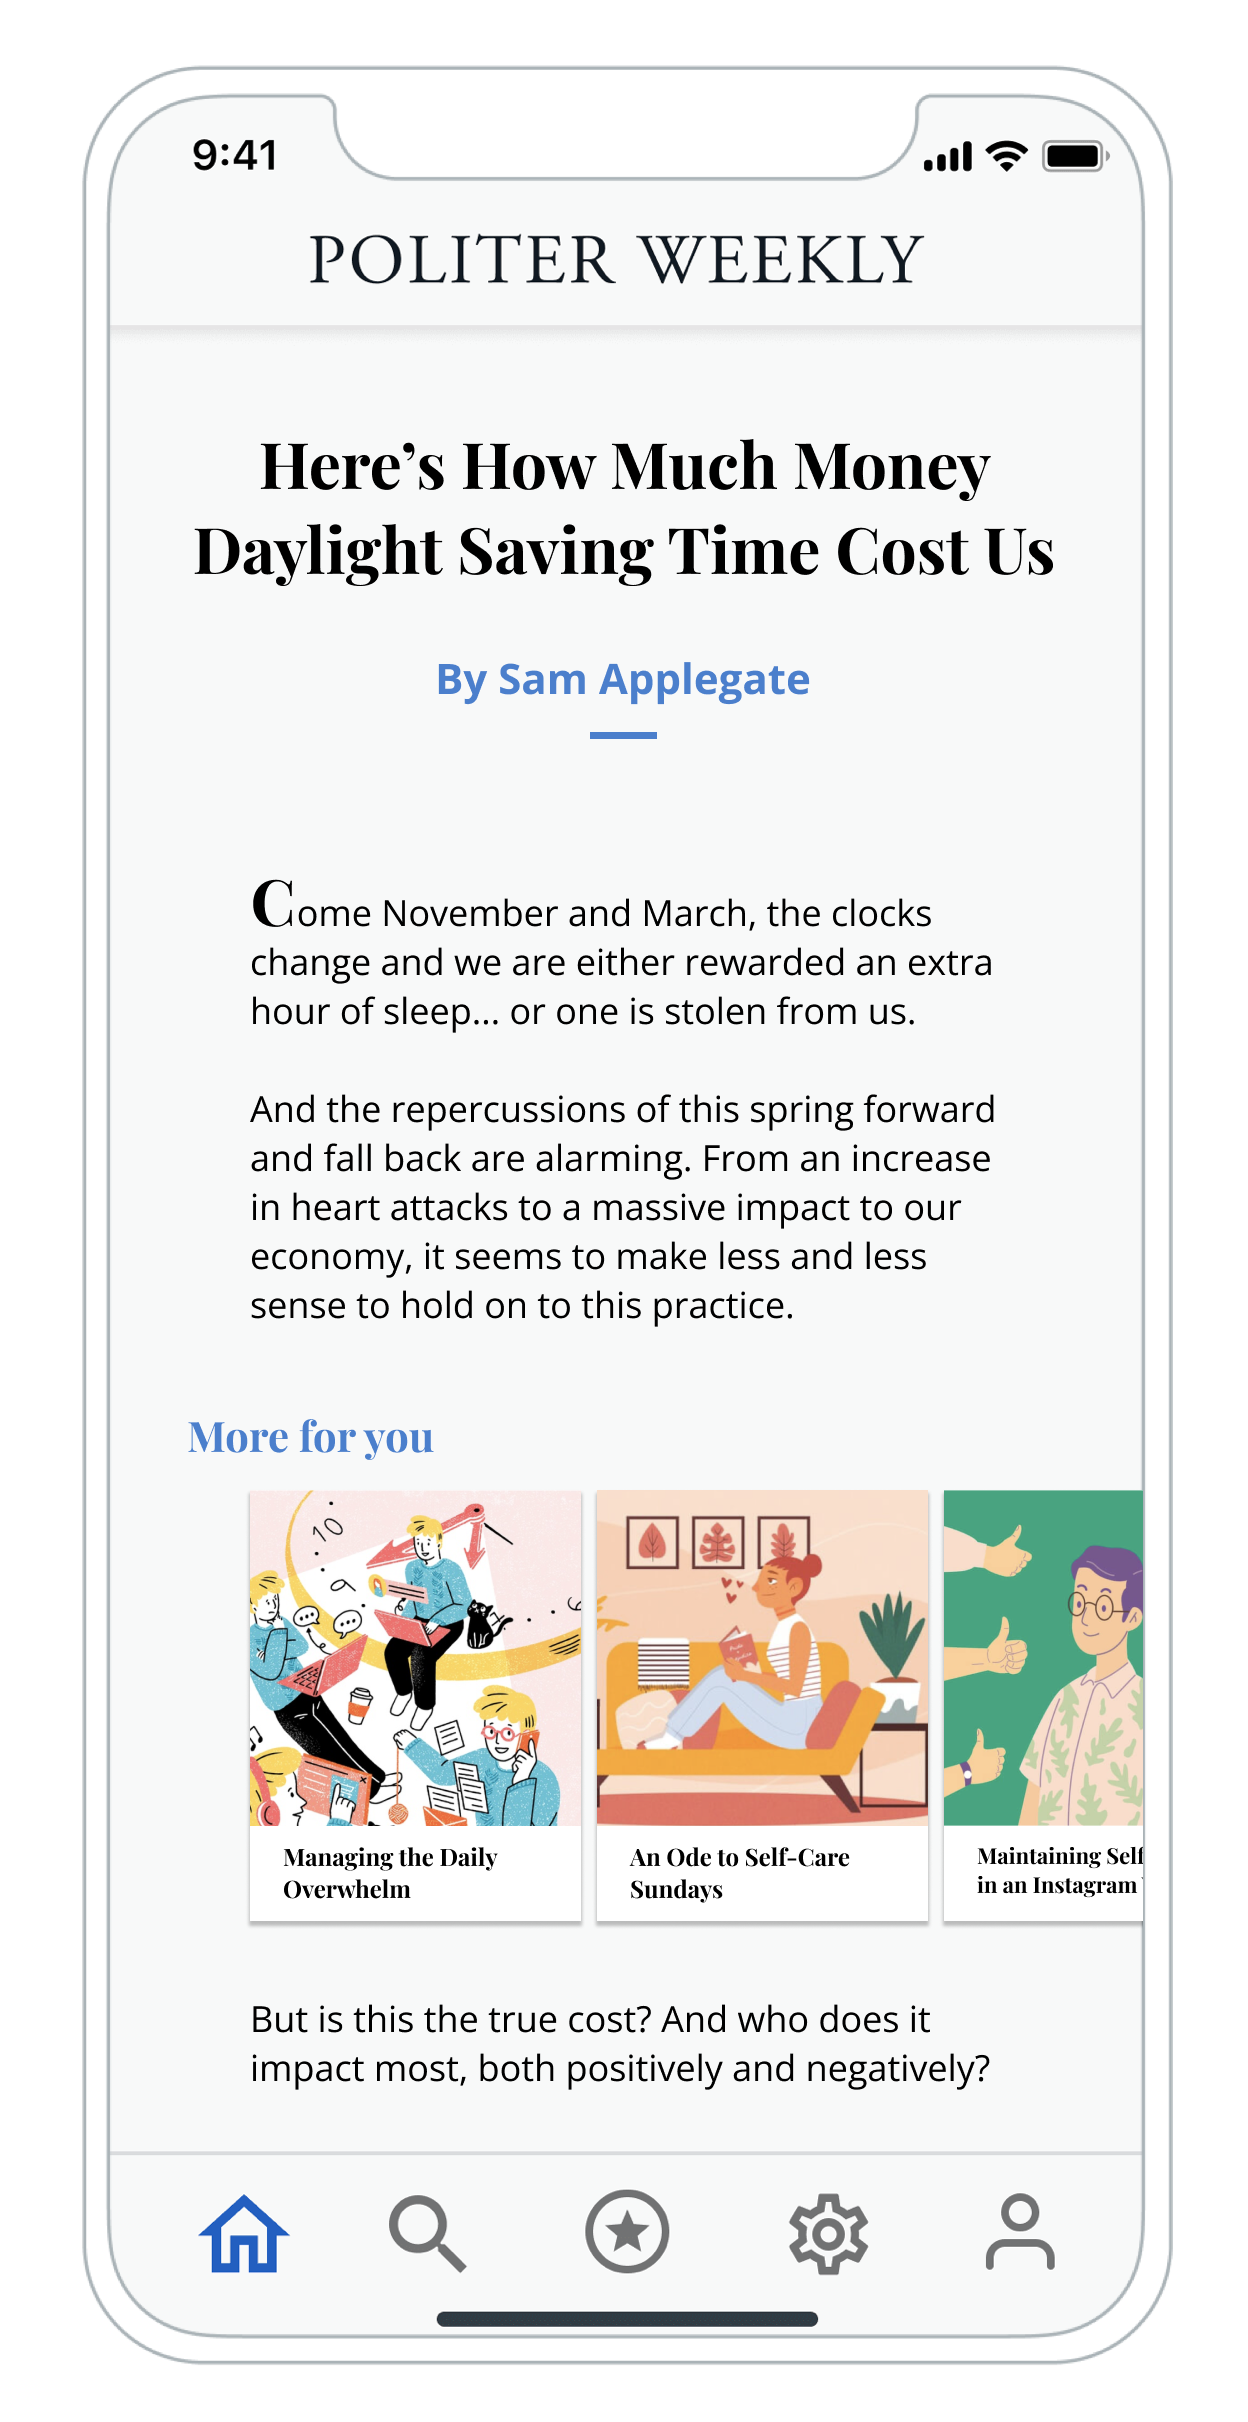 9:41
POLITER WEEKLY
Here’s How Much Money
Daylight Saving Time Cost Us
By Sam Applegate
Come November and March, the clocks
change and we are either rewarded an extra
hour of sleep... or one is stolen from us.
And the repercussions of this spring forward
and fall back are alarming. From an increase
in heart attacks to a massive impact to our
economy, it seems to make less and less
sense to hold on to this practice.
More for you
10
9
Managing the Daily
Overwhelm
An Ode to Self-Care
Sundays
Maintaining Self
in an Instagram
But is this the true cost? And who does it
impact most, both positively and negatively?